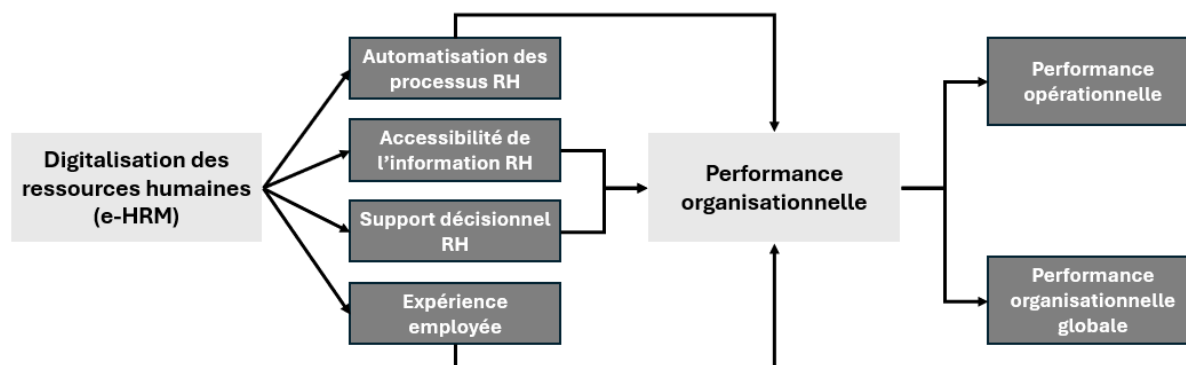 Digitalisation des
ressources humaines
(e-HRM)
Automatisation des
processus RH
Accessibilité de
l’information RH
Support décisionnel
RH
Expérience
employée
Performance
organisationnelle
Performance
opérationnelle
Performance
organisationnelle
globale